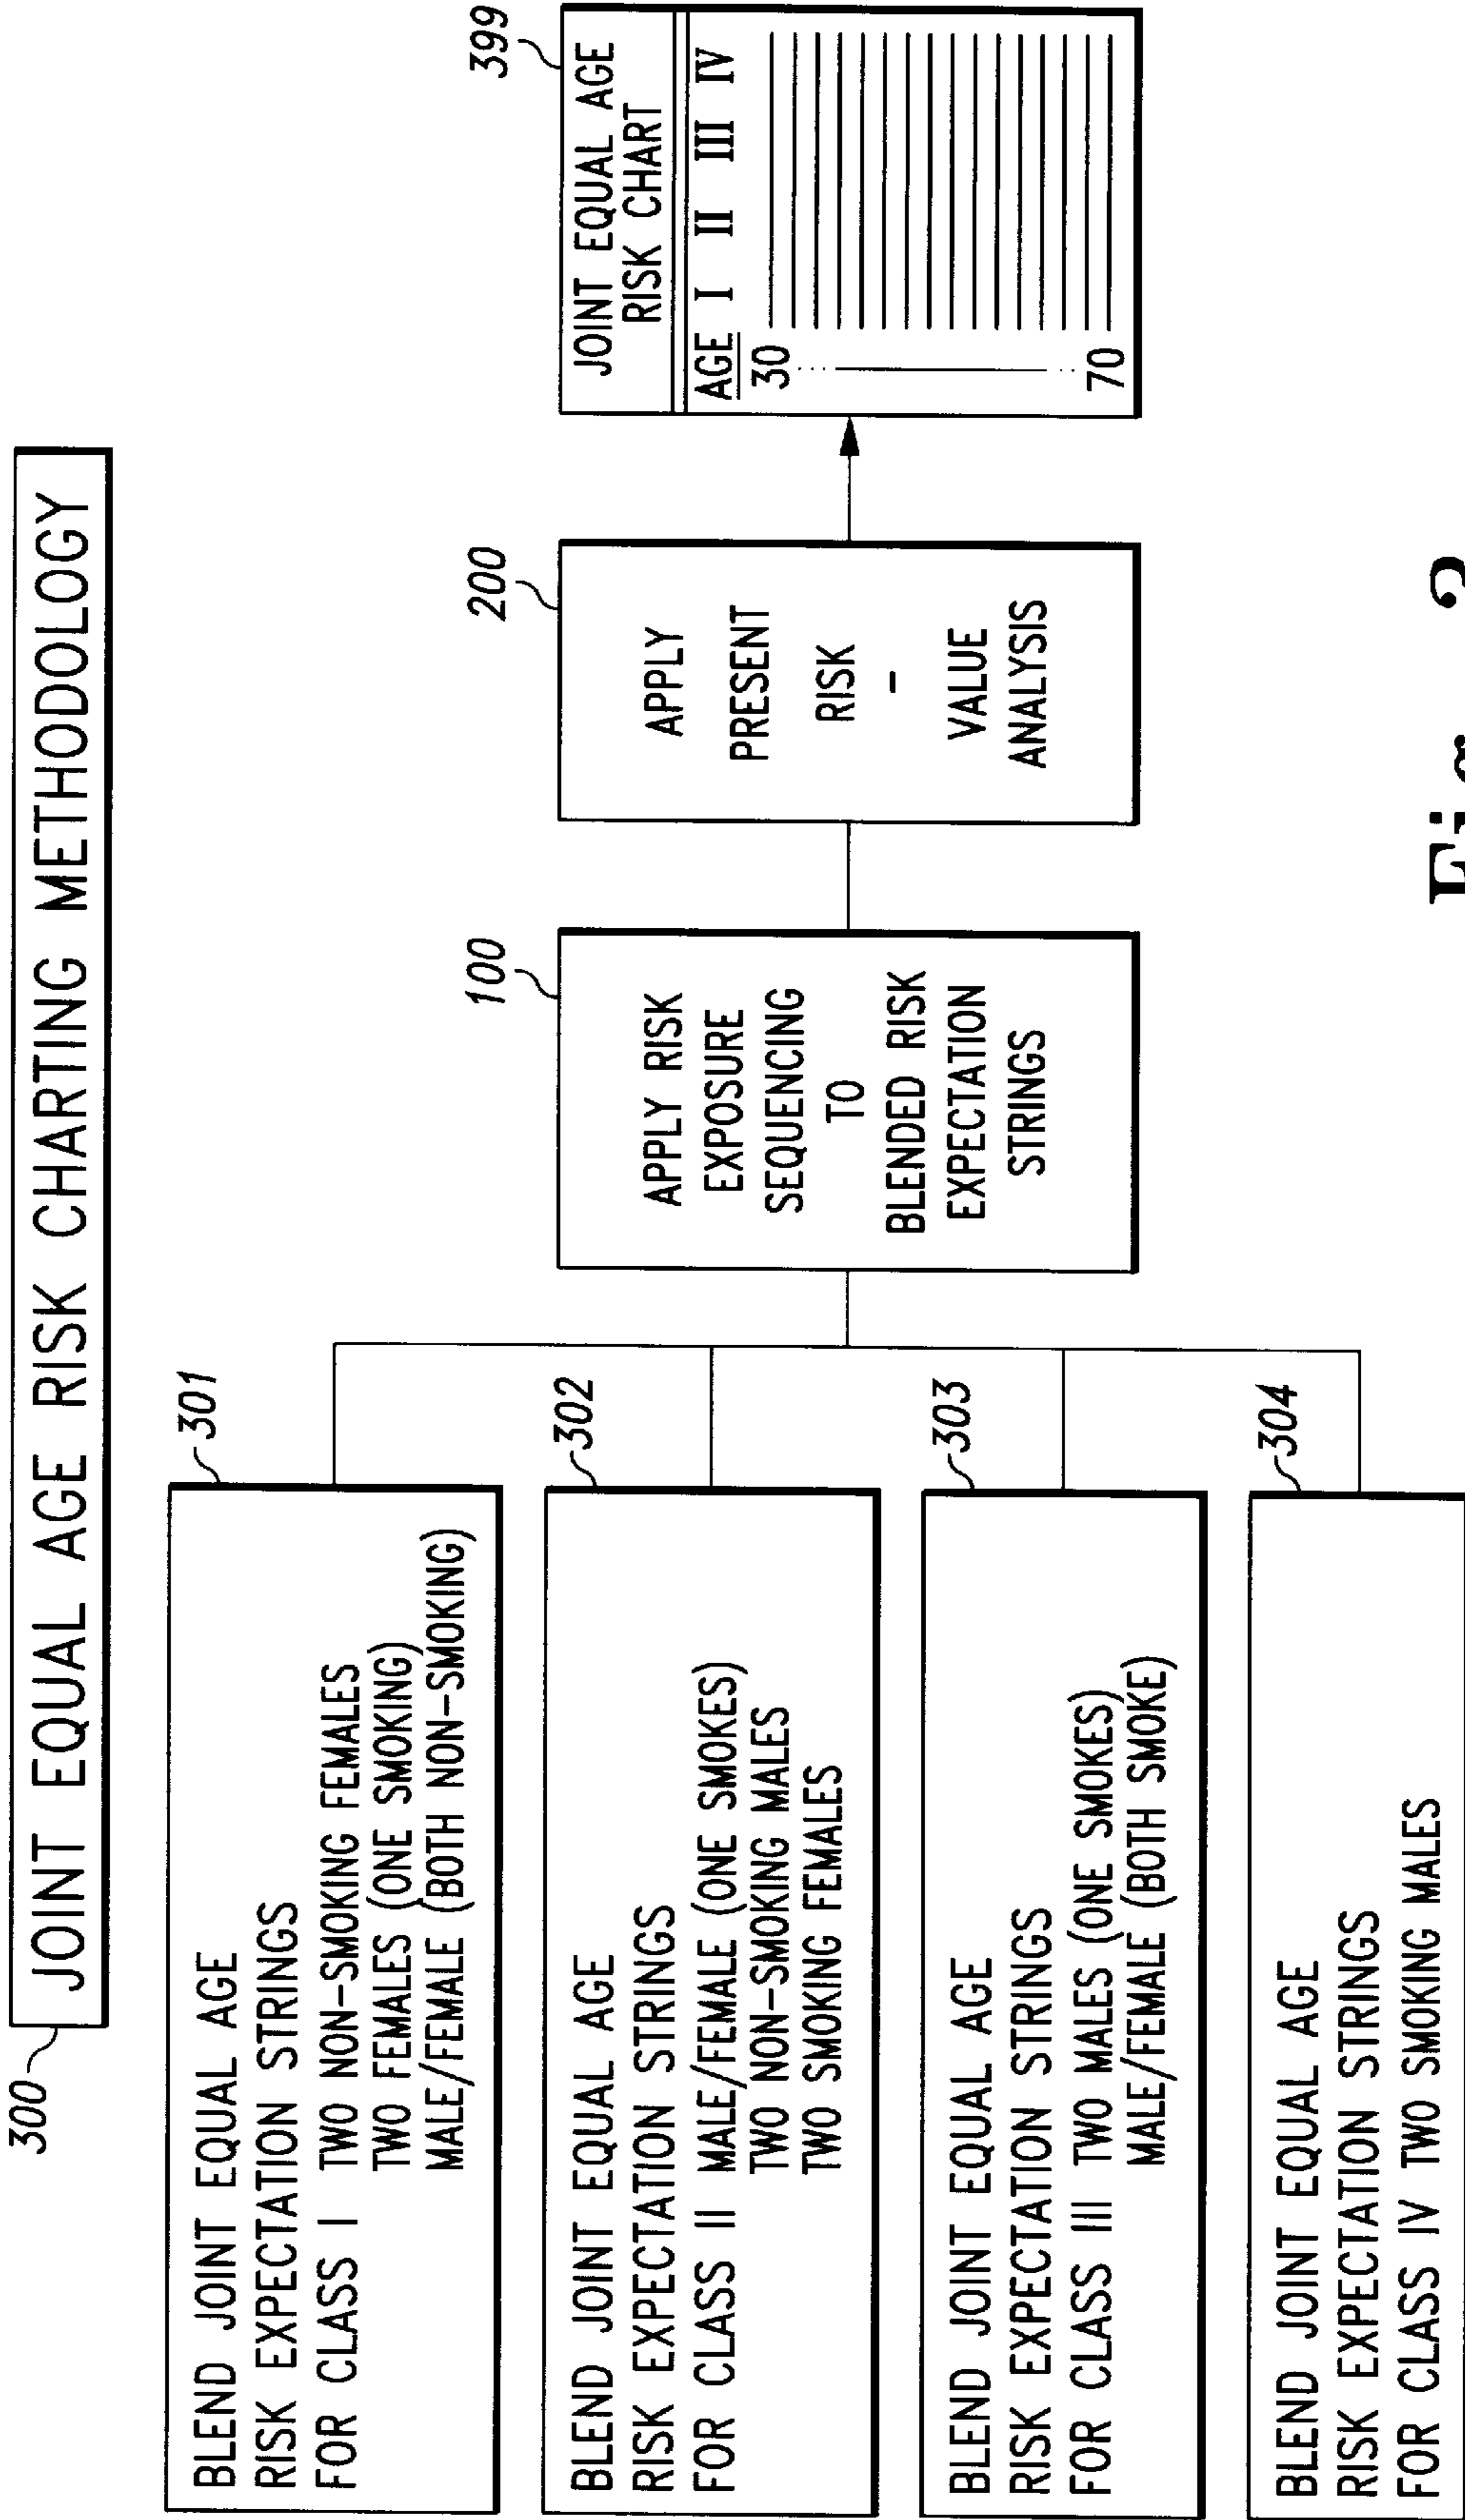 300
JOINT EQUAL AGE RISK CHARTING METHODOLOGY
301
BLEND JOINT EQUAL AGE
RISK EXPECTATION STRINGS
FOR CLASS I TWO NON-SMOKING FEMALES
TWO FEMALES (ONE SMOKING)
MALE/FEMALE (BOTH NON-SMOKING)
302
BLEND JOINT EQUAL AGE
RISK EXPECTATION STRINGS
FOR CLASS II MALE/FEMALE (ONE SMOKES)
TWO NON-SMOKING MALES
TWO SMOKING FEMALES
303
BLEND JOINT EQUAL AGE
RISK EXPECTATION STRINGS
FOR CLASS III TWO MALES (ONE SMOKES)
MALE/FEMALE (BOTH SMOKE)
304
BLEND JOINT EQUAL AGE
RISK EXPECTATION STRINGS
FOR CLASS IV TWO SMOKING MALES
100
APPLY RISK
EXPOSURE
SEQUENCING
TO
BLENDED RISK
EXPECTATION
STRINGS
200
APPLY
PRESENT
RISK
-
VALUE
ANALYSIS
399
JOINT EQUAL AGE
RISK CHART
AGE I II III IV
30
70